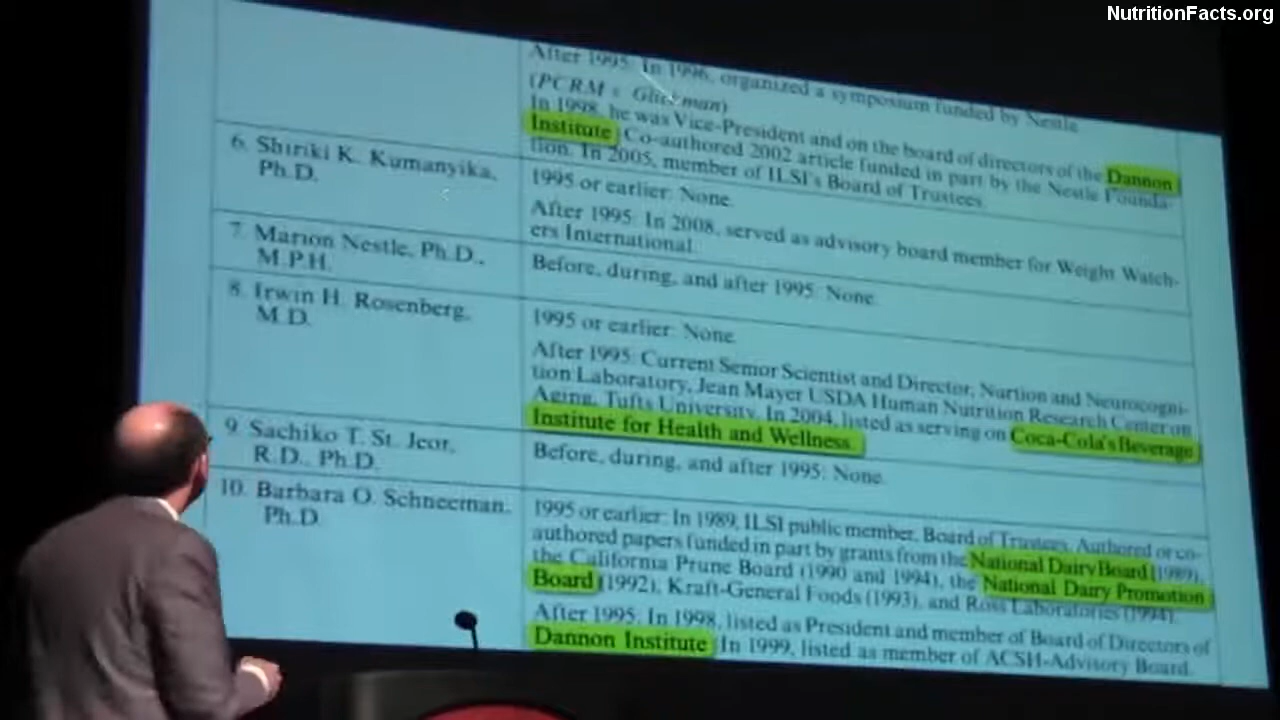 NutritionFacts.org
After 1995: In 1996, organized a symposium funded by Nestle
(PCRM v. Glickman)
In 1998, he was Vice-President and on the board of directors of the Dannon
Institute. Co-authored 2002 article funded in part by the Nestle Founda-
tion. In 2005, member of ILSI's Board of Trustees.
6. Shiriki K. Kumanyika,
Ph.D.
1995 or earlier: None.
After 1995: In 2008, served as advisory board member for Weight Watch-
ers International.
7. Marion Nestle, Ph.D.,
M.P.H.
Before, during, and after 1995: None.
8. Irwin H. Rosenberg,
M.D.
1995 or earlier: None.
After 1995: Current Senior Scientist and Director, Nutrtion and Neurocogni-
tion Laboratory, Jean Mayer USDA Human Nutrition Research Center on
Aging, Tufts University. In 2004, listed as serving on Coca-Cola's Beverage
Institute for Health and Wellness.
9. Sachiko T. St. Jeor,
R.D., Ph.D.
Before, during, and after 1995: None.
10. Barbara O. Schneeman,
Ph.D.
1995 or earlier: In 1989, ILSI public member, Board of Trustees. Authored or co-
authored papers funded in part by grants from the National Dairy Board (1989),
the California Prune Board (1990 and 1994), the National Dairy Promotion
Board (1992), Kraft-General Foods (1993), and Ross Laboratories (1994).
After 1995: In 1998, listed as President and member of Board of Directors of
Dannon Institute. In 1999, listed as member of ACSH-Advisory Board.